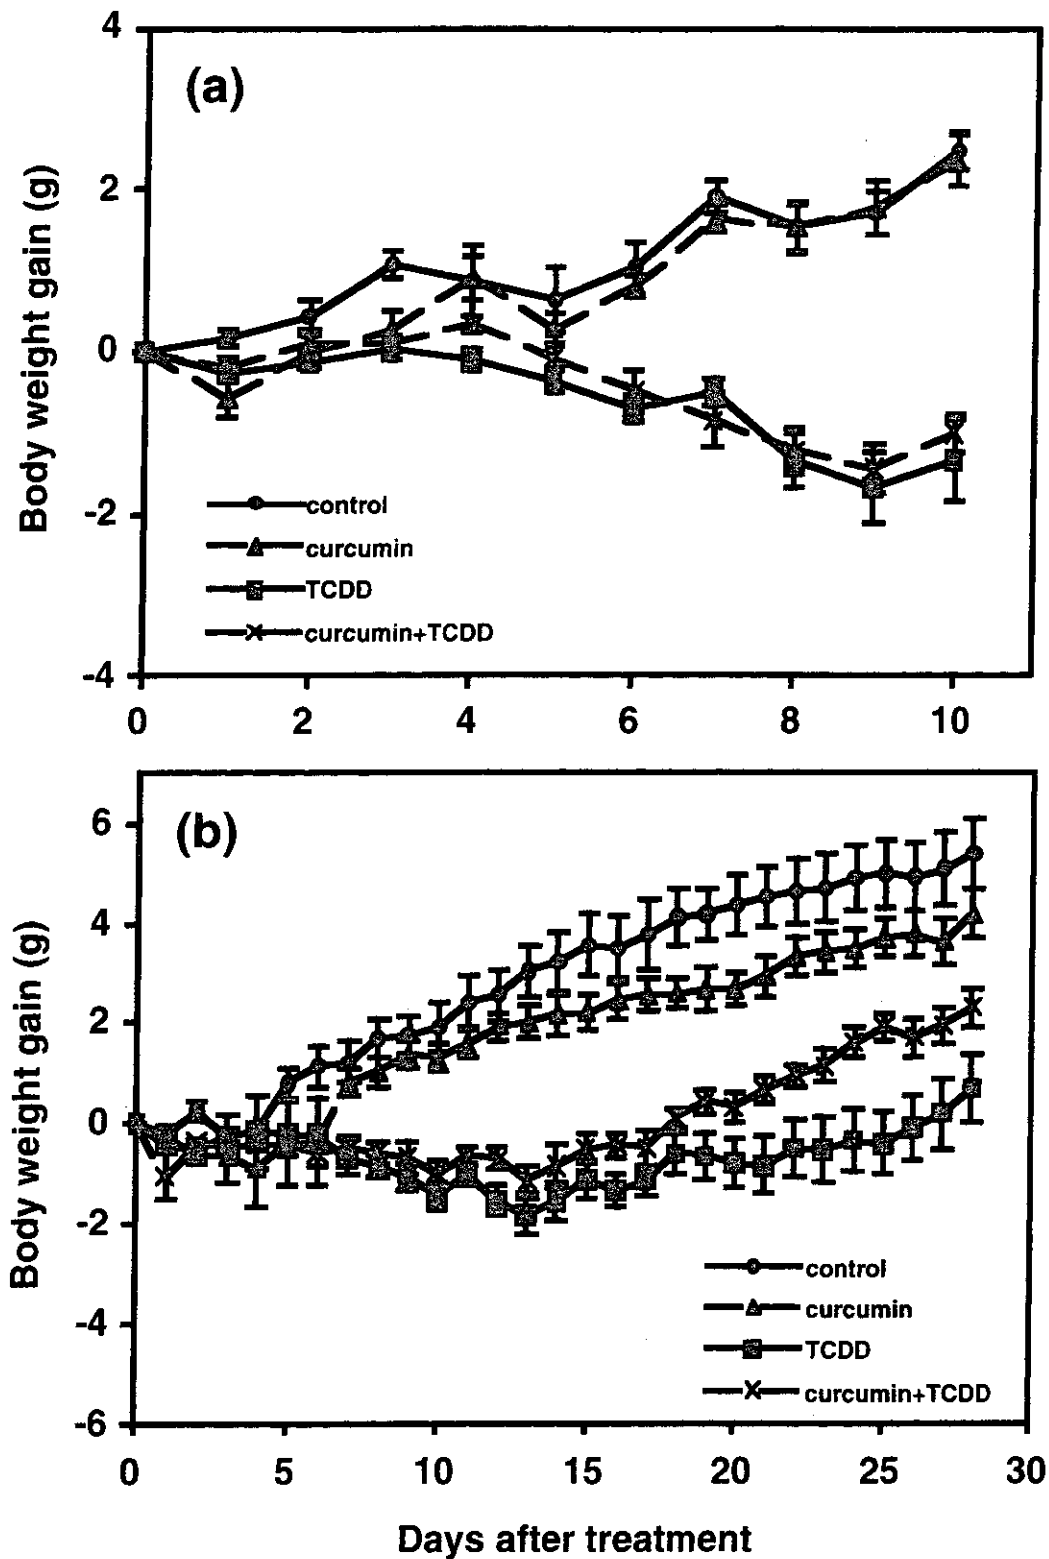 4
(a)
2
0
-2
-4
Body weight gain (g)
control
curcumin
TCDD
curcumin+TCDD
0 2 4 6 8 10
6
(b)
4
2
0
-2
-4
-6
Body weight gain (g)
control
curcumin
TCDD
curcumin+TCDD
0 5 10 15 20 25 30
Days after treatment